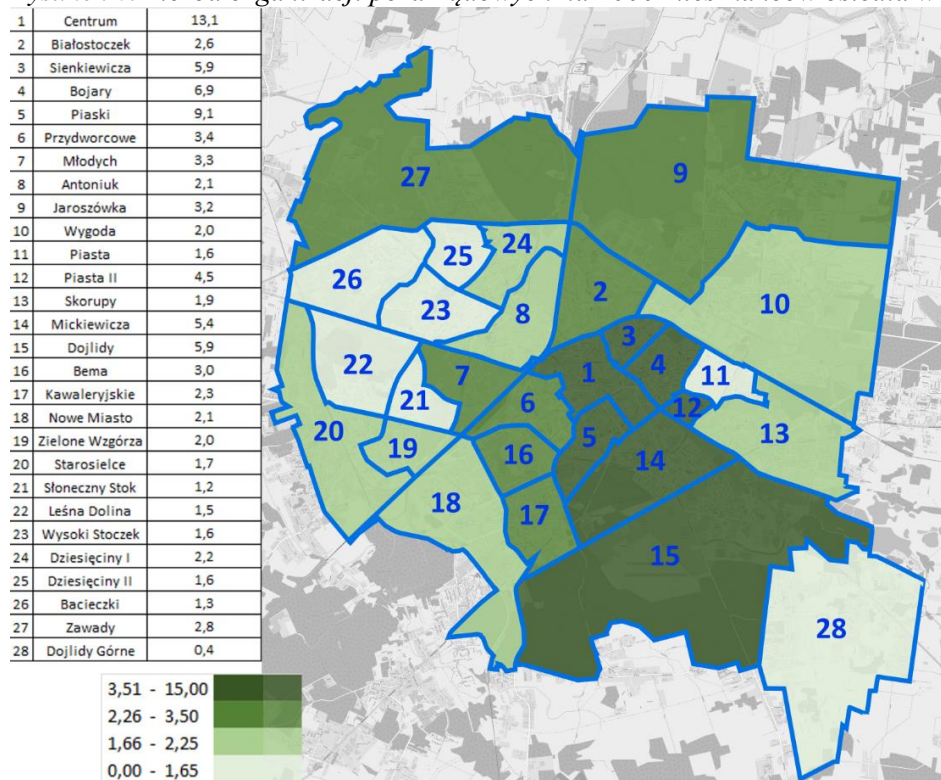 organizacji pozarządowych na 1000 mieszkańców osiedla w
1 Centrum 13,1
2 Białostoczek 2,6
3 Sienkiewicza 5,9
4 Bojary 6,9
5 Piaski 9,1
6 Przydworcowe 3,4
7 Młodych 3,3
8 Antoniuk 2,1
9 Jaroszówka 3,2
10 Wygoda 2,0
11 Piasta 1,6
12 Piasta II 4,5
13 Skorupy 1,9
14 Mickiewicza 5,4
15 Dojlidy 5,9
16 Bema 3,0
17 Kawaleryjskie 2,3
18 Nowe Miasto 2,1
19 Zielone Wzgórza 2,0
20 Starosielce 1,7
21 Słoneczny Stok 1,2
22 Leśna Dolina 1,5
23 Wysoki Stoczek 1,6
24 Dziesięciny I 2,2
25 Dziesięciny II 1,6
26 Bacieczki 1,3
27 Zawady 2,8
28 Dojlidy Górne 0,4
3,51 - 15,00
2,26 - 3,50
1,66 - 2,25
0,00 - 1,65
27
9
24
25
26
2
10
23
8
3
22
4
7
1
11
21
6
12
20
5
13
19
16
14
18
17
15
28